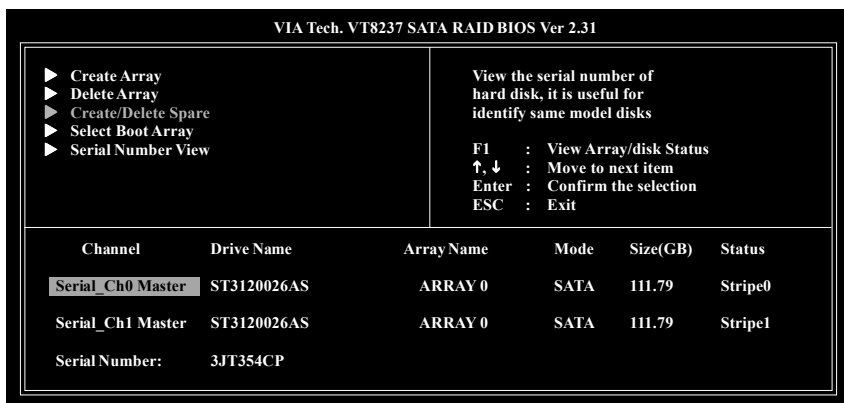 VIA Tech. VT8237 SATA RAID BIOS Ver 2.31
Create Array
Delete Array
Create/Delete Spare
Select Boot Array
Serial Number View
View the serial number of
hard disk, it is useful for
identify same model disks
F1 : View Array/disk Status
↑, ↓ : Move to next item
Enter : Confirm the selection
ESC : Exit
Channel Drive Name Array Name Mode Size(GB) Status
Serial_Ch0 Master ST3120026AS ARRAY 0 SATA 111.79 Stripe0
Serial_Ch1 Master ST3120026AS ARRAY 0 SATA 111.79 Stripe1
Serial Number: 3JT354CP